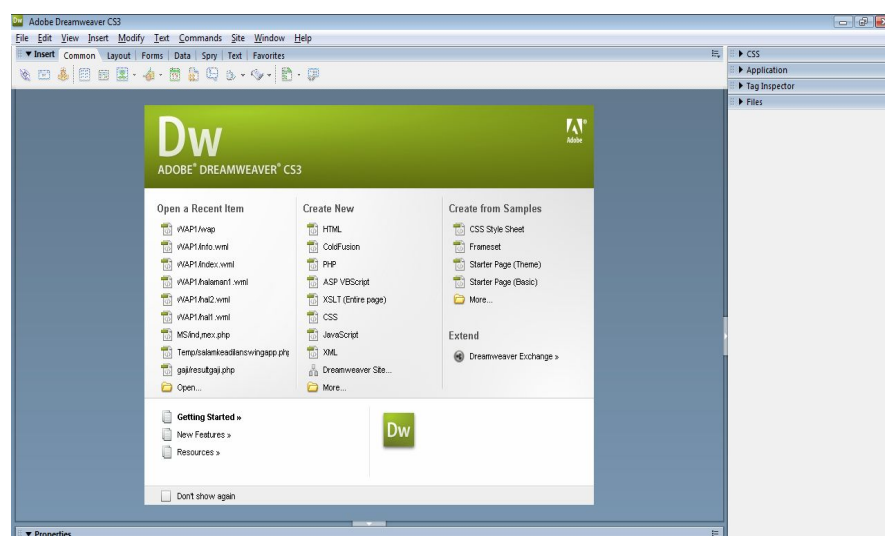 Dw Adobe Dreamweaver CS3
File Edit View Insert Modify Text Commands Site Window Help
Insert Common Layout Forms Data Spry Text Favorites
CSS
Application
Tag Inspector
Files
Dw
ADOBE® DREAMWEAVER® CS3
Adobe
Open a Recent Item
WAP1/wap
WAP1/info.wml
WAP1/index.wml
WAP1/halaman1.wml
WAP1/hal2.wml
WAP1/hal1.wml
MS/ind,mex.php
Temp/salamkeadilanswingapp.php
gaji/resultgaji.php
Open...
Create New
HTML
ColdFusion
PHP
ASP VBScript
XSLT (Entire page)
CSS
JavaScript
XML
Dreamweaver Site...
More...
Create from Samples
CSS Style Sheet
Frameset
Starter Page (Theme)
Starter Page (Basic)
More...
Extend
Dreamweaver Exchange »
Getting Started »
New Features »
Resources »
Dw
Don't show again
Properties